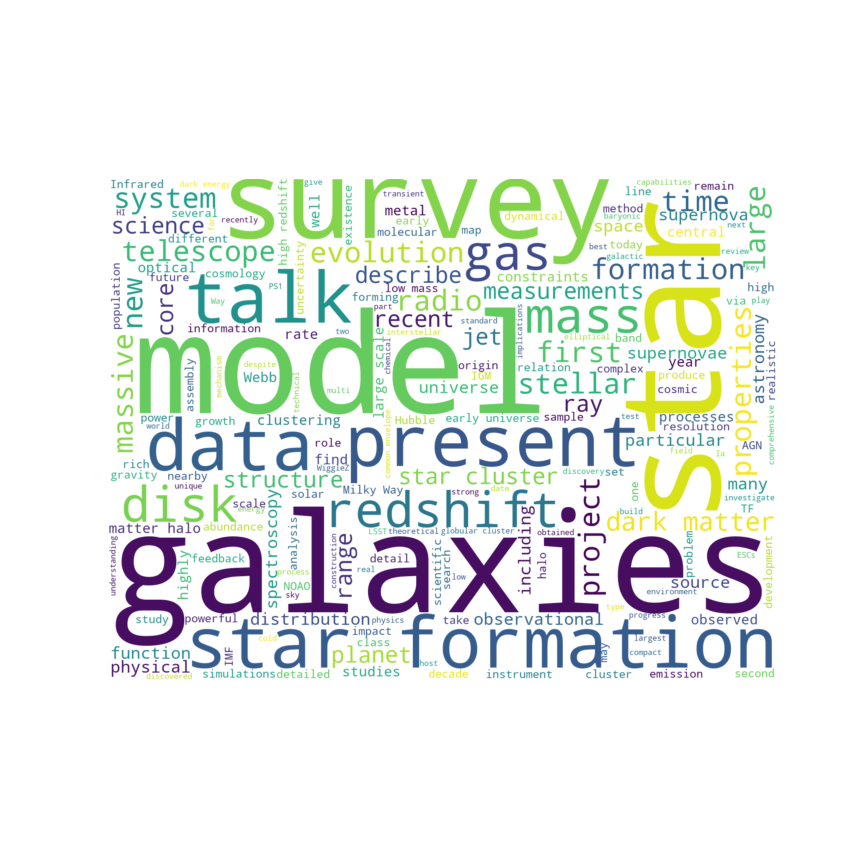 Infrared
dark energy
give
survey
transient
capabilities
remain
system
HI
several
recently
high redshift
well
existence
metal
early
dynamical
line
method
baryonic
next
time
star
large
science
far
molecular
map
space
supernova
central
different
uncertainty
evolution
gas
best
today
galactic
review
telescope
describe
constraints
formation
key
optical
cosmology
talk
low mass
measurements
via
play
high
population
new
future
core
Way
PS1
forming
radio
part
mass
astronomy
realistic
information
two
recent
standard
implications
band
year
massive
assembly
rate
model
large scale
interstellar
jet
first
supernovae
properties
mechanism
despite
chemical
origin
elliptical
relation
complex
produce
cosmic
Webb
IGM
stellar
technical
multi
universe
ray
processes
comprehensive
power
growth
clustering
common envelope
Hubble
early universe
sample
test
resolution
world
role
data
present
particular
AGN
rich
find
field
Ia
gravity
nearby
structure
WiggleZ
star cluster
discovery
set
investigate
unique
solar
Milky Way
strong
date
one
many
disk
scale
energy
redshift
project
build
TF
matter halo
abundance
LSST
theoretical
globular cluster
obtained
dark matter
understanding
spectroscopy
analysis
construction
range
detail
scientific
search
including
halo
problem
development
ESCs
highly
feedback
process
real
low
source
NOAO
sky
environment
galaxies
type
study
powerful
distribution
physics
take
observational
progress
observed
star formation
impact
function
IMF
cold
class
planet
may
largest
physical
host
compact
discovered
simulations
detailed
studies
decade
instrument
cluster
emission
second